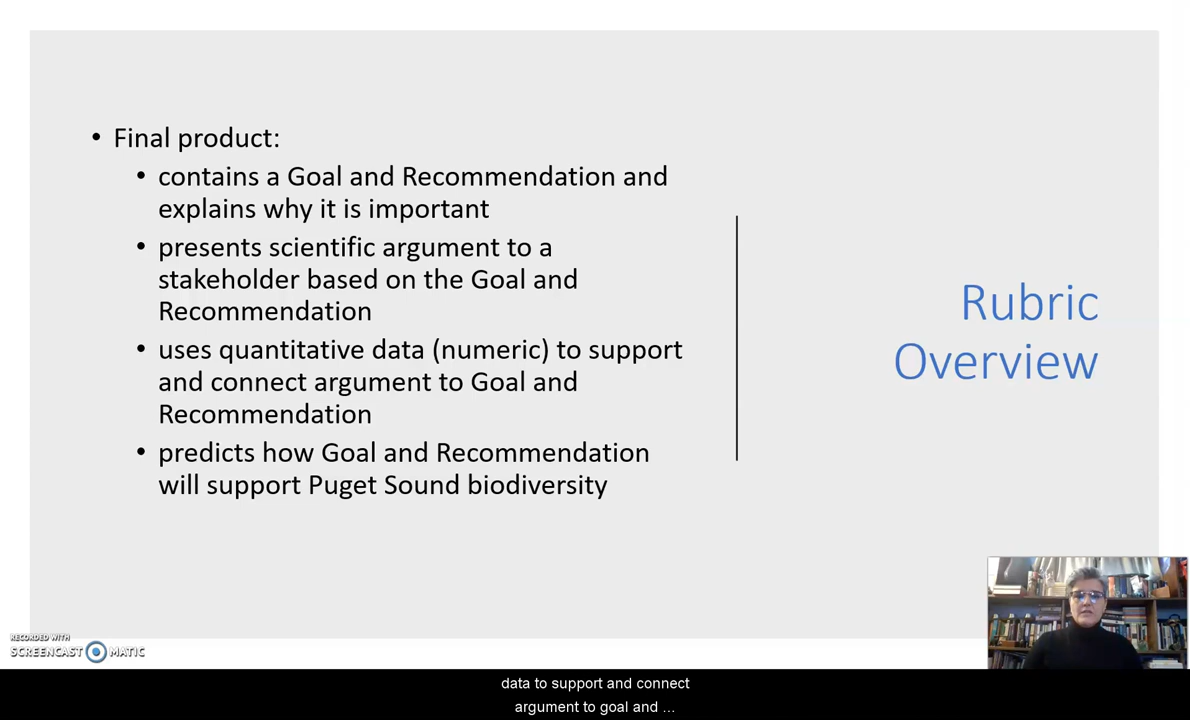 • Final product:
• contains a Goal and Recommendation and
explains why it is important
• presents scientific argument to a
stakeholder based on the Goal and
Recommendation
• uses quantitative data (numeric) to support
and connect argument to Goal and
Recommendation
• predicts how Goal and Recommendation
will support Puget Sound biodiversity
Rubric
Overview
RECORDED WITH
SCREENCAST MATIC
data to support and connect
argument to goal and ...